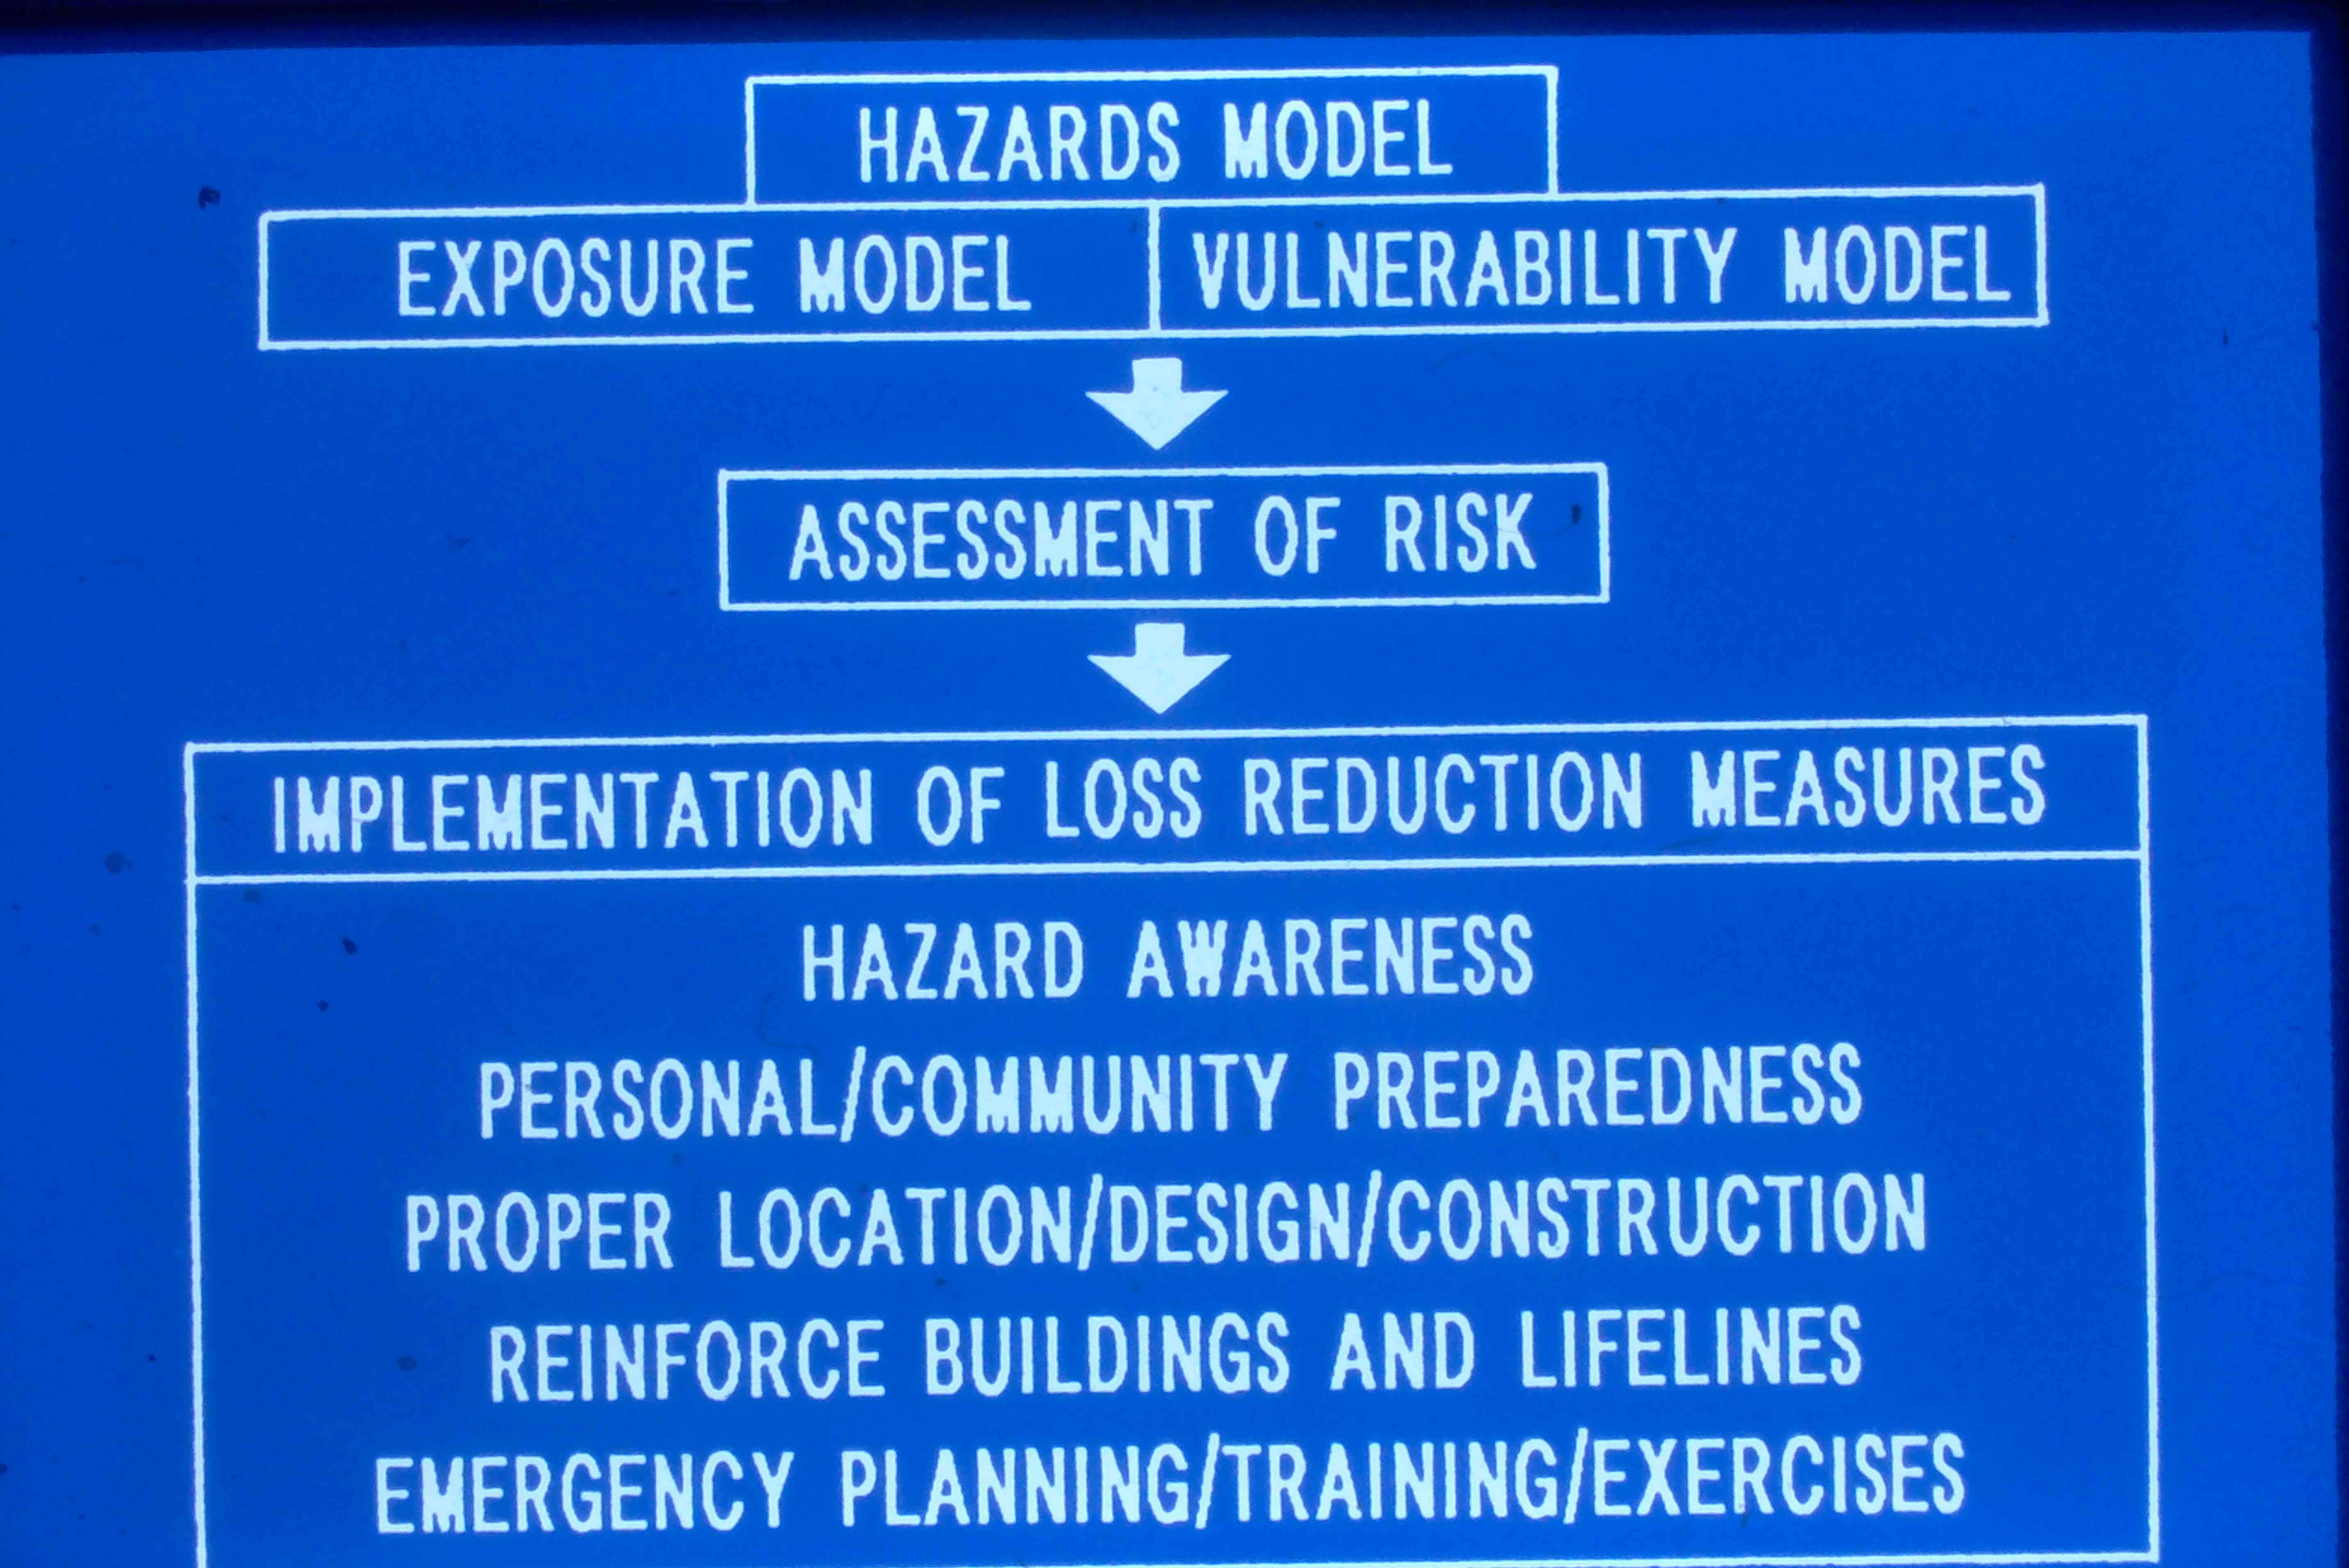 HAZARDS MODEL
EXPOSURE MODEL VULNERABILITY MODEL
ASSESSMENT OF RISK
IMPLEMENTATION OF LOSS REDUCTION MEASURES
HAZARD AWARENESS
PERSONAL/COMMUNITY PREPAREDNESS
PROPER LOCATION/DESIGN/CONSTRUCTION
REINFORCE BUILDINGS AND LIFELINES
EMERGENCY PLANNING/TRAINING/EXERCISES